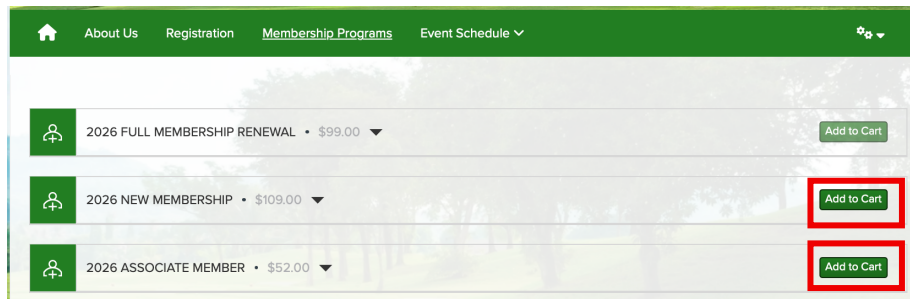 About Us Registration Membership Programs Event Schedule
2026 FULL MEMBERSHIP RENEWAL • $99.00 Add to Cart
2026 NEW MEMBERSHIP • $109.00 Add to Cart
2026 ASSOCIATE MEMBER • $52.00 Add to Cart